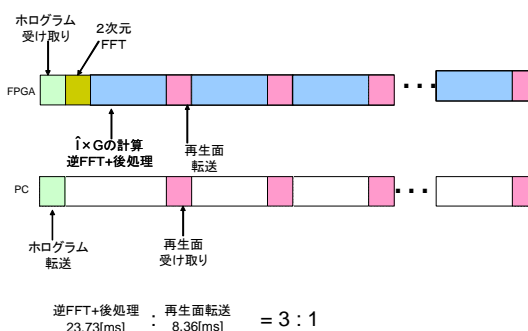 ホログラム
受け取り
2次元
FFT
FPGA
Î×Gの計算
逆FFT+後処理
再生面
転送
・・・
PC
・・・
ホログラム
転送
再生面
受け取り
逆FFT+後処理 : 再生面転送 = 3 : 1
23.73[ms] 8.36[ms]